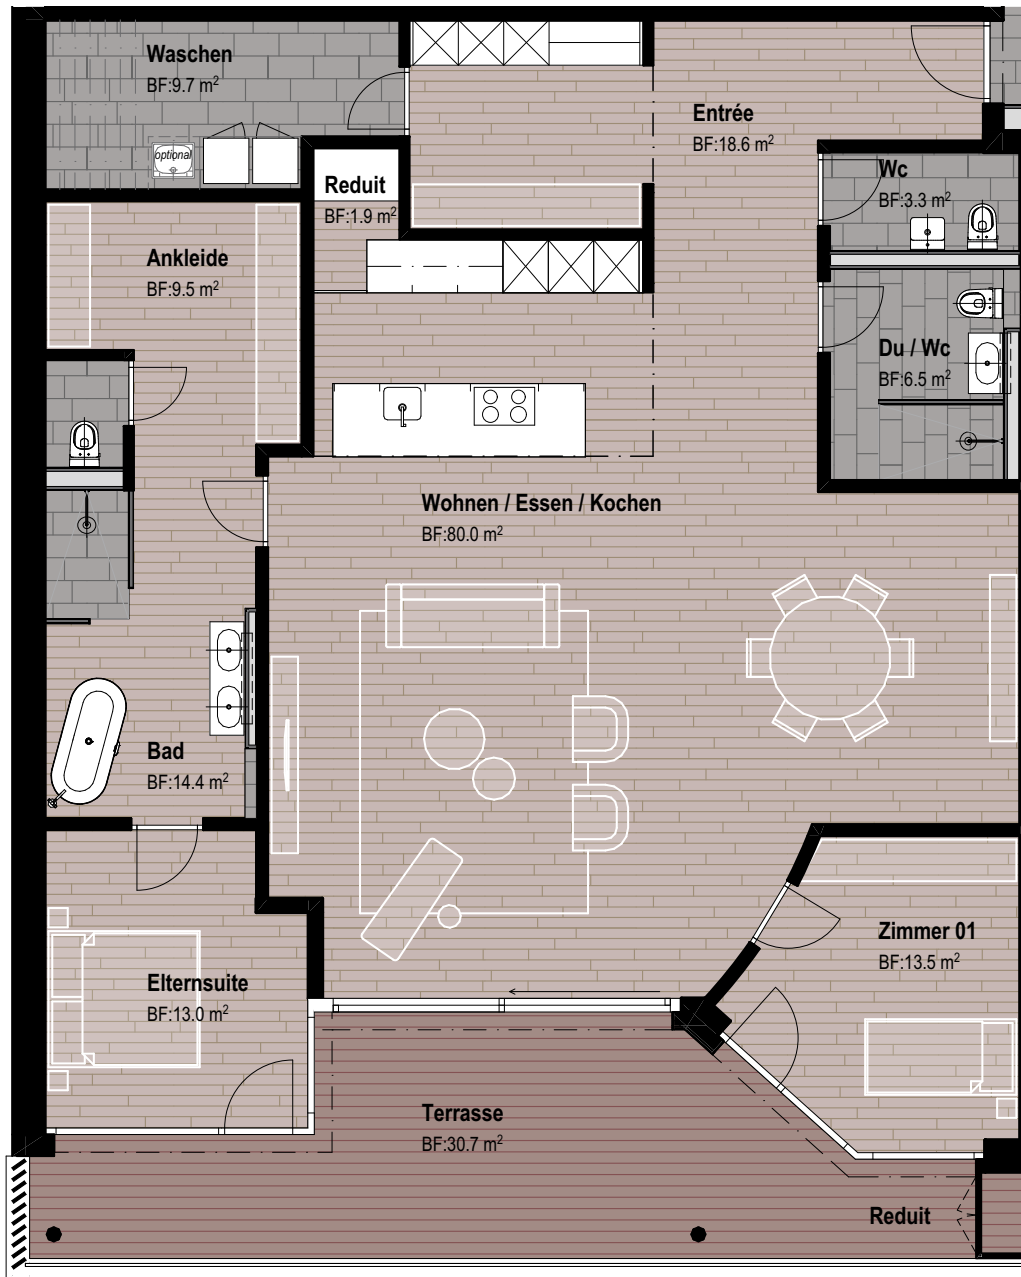 Waschen
BF:9.7 m²
optional
Entrée
BF:18.6 m²
Wc
BF:3.3 m²
Reduit
BF:1.9 m²
Ankleide
BF:9.5 m²
Du / Wc
BF:6.5 m²
Wohnen / Essen / Kochen
BF:80.0 m²
Bad
BF:14.4 m²
Zimmer 01
BF:13.5 m²
Elternsuite
BF:13.0 m²
Terrasse
BF:30.7 m²
Reduit